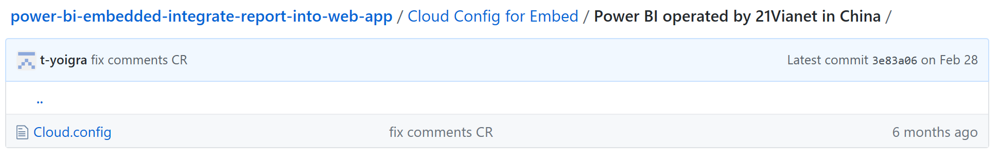 power-bi-embedded-integrate-report-into-web-app / Cloud Config for Embed / Power BI operated by 21Vianet in China /
t-yoigra fix comments CR Latest commit 3e83a06 on Feb 28
..
Cloud.config fix comments CR 6 months ago